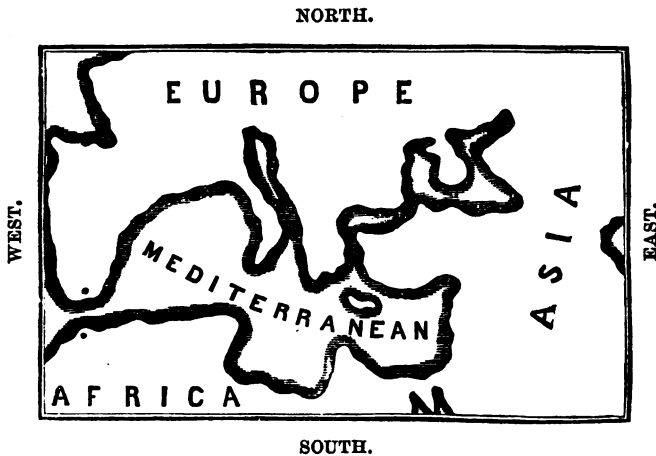 NORTH.
EUROPE
WEST.
EAST.
ASIA
MEDITERRANEAN
AFRICA
SOUTH.